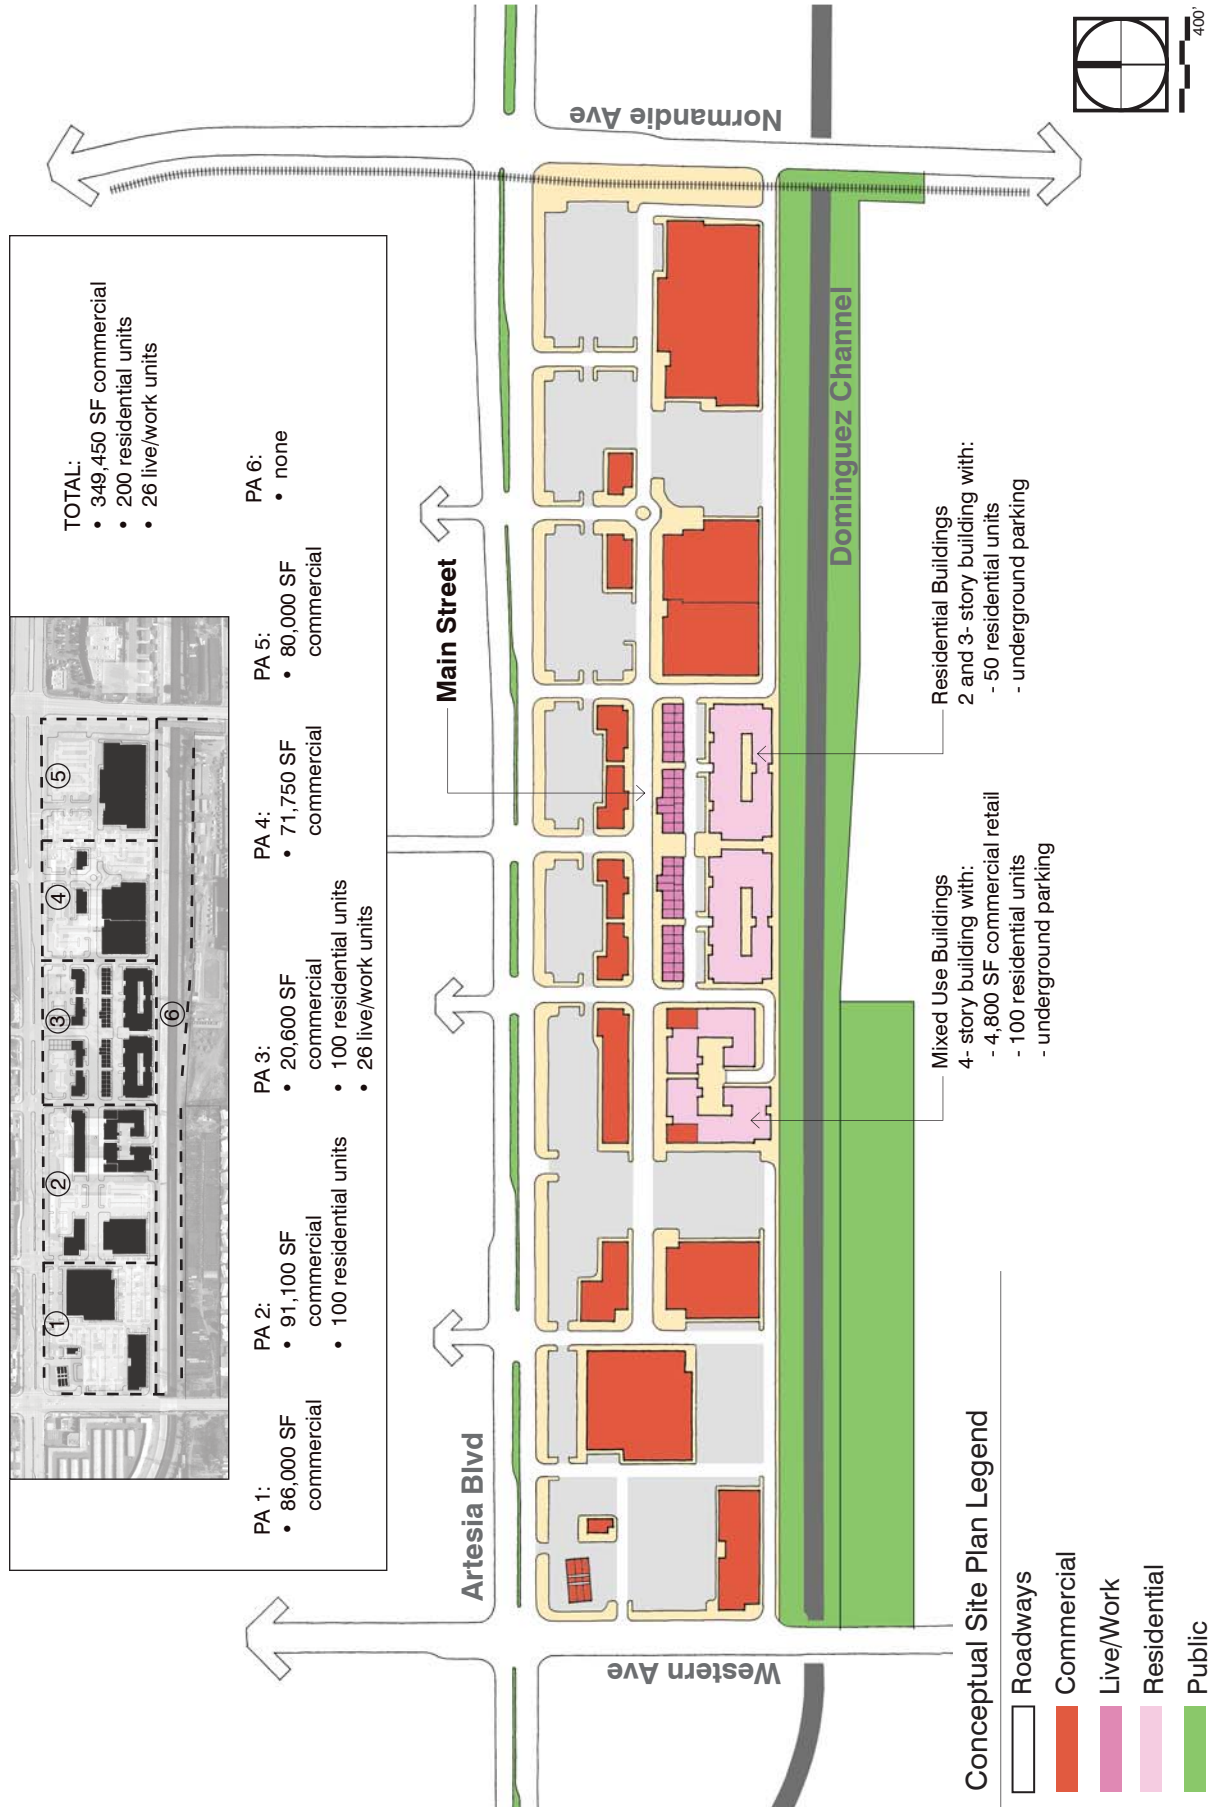 TOTAL:
• 349,450 SF commercial
• 200 residential units
• 26 live/work units
1
2
3
4
5
6
PA 1:
• 86,000 SF
commercial
PA 2:
• 91,100 SF
commercial
• 100 residential units
PA 3:
• 20,600 SF
commercial
• 100 residential units
• 26 live/work units
PA 4:
• 71,750 SF
commercial
PA 5:
• 80,000 SF
commercial
PA 6:
• none
Artesia Blvd
Main Street
Western Ave
Normandie Ave
Dominguez Channel
Mixed Use Buildings
4- story building with:
- 4,800 SF commercial retail
- 100 residential units
- underground parking
Residential Buildings
2 and 3- story building with:
- 50 residential units
- underground parking
Conceptual Site Plan Legend
Roadways
Commercial
Live/Work
Residential
Public
400'